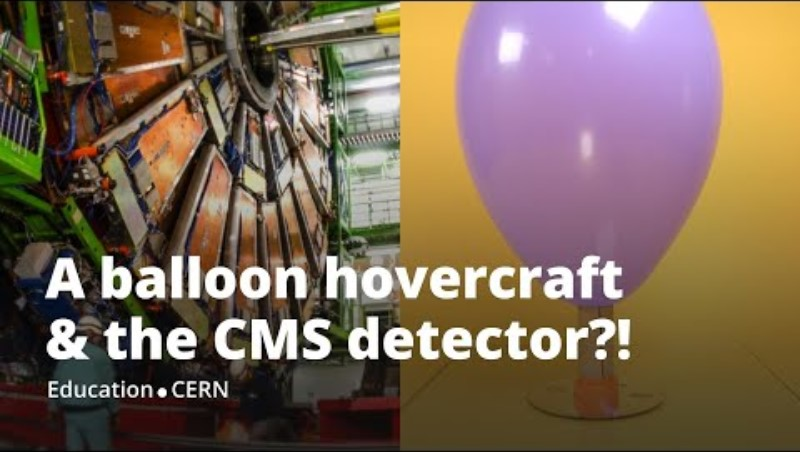 A balloon hovercraft
& the CMS detector?!
Education • CERN